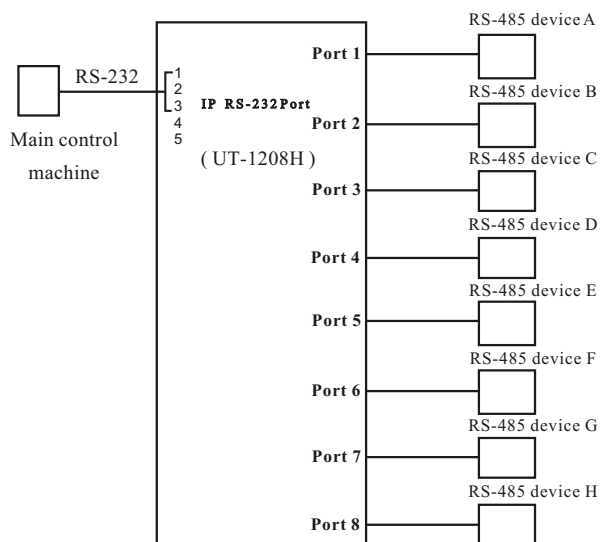 RS-485 device A
Port 1
RS-232
1
2
3
4
5
IP RS-232Port
RS-485 device B
Port 2
Main control
machine
( UT-1208H )
RS-485 device C
Port 3
RS-485 device D
Port 4
RS-485 device E
Port 5
RS-485 device F
Port 6
RS-485 device G
Port 7
RS-485 device H
Port 8